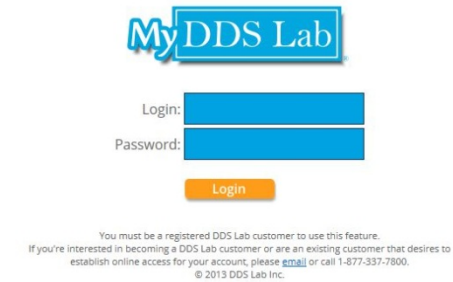 My DDS Lab
Login:
Password:
Login
You must be a registered DDS Lab customer to use this feature.
If you're interested in becoming a DDS Lab customer or are an existing customer that desires to
establish online access for your account, please email or call 1-877-337-7800.
© 2013 DDS Lab Inc.